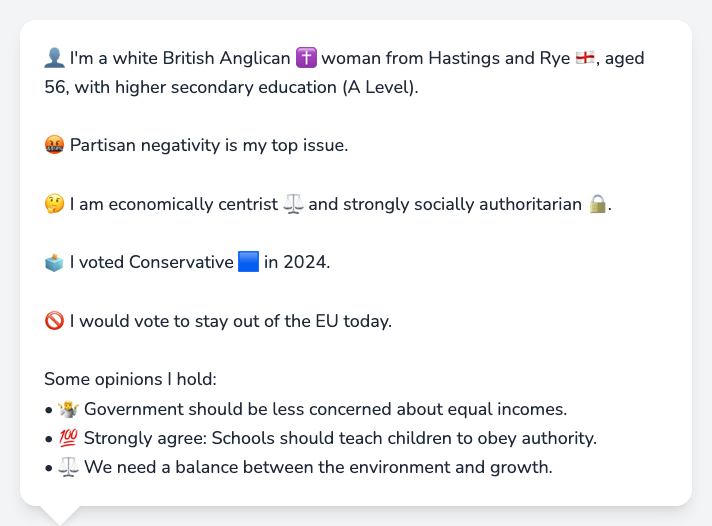 👤 I'm a white British Anglican ✝️ woman from Hastings and Rye 🏴󠁧󠁢󠁥󠁮󠁧󠁿, aged
56, with higher secondary education (A Level).
🤬 Partisan negativity is my top issue.
🤔 I am economically centrist ⚖️ and strongly socially authoritarian 🔒.
🗳️ I voted Conservative 🟦 in 2024.
🚫 I would vote to stay out of the EU today.
Some opinions I hold:
• 🤷 Government should be less concerned about equal incomes.
• 💯 Strongly agree: Schools should teach children to obey authority.
• ⚖️ We need a balance between the environment and growth.